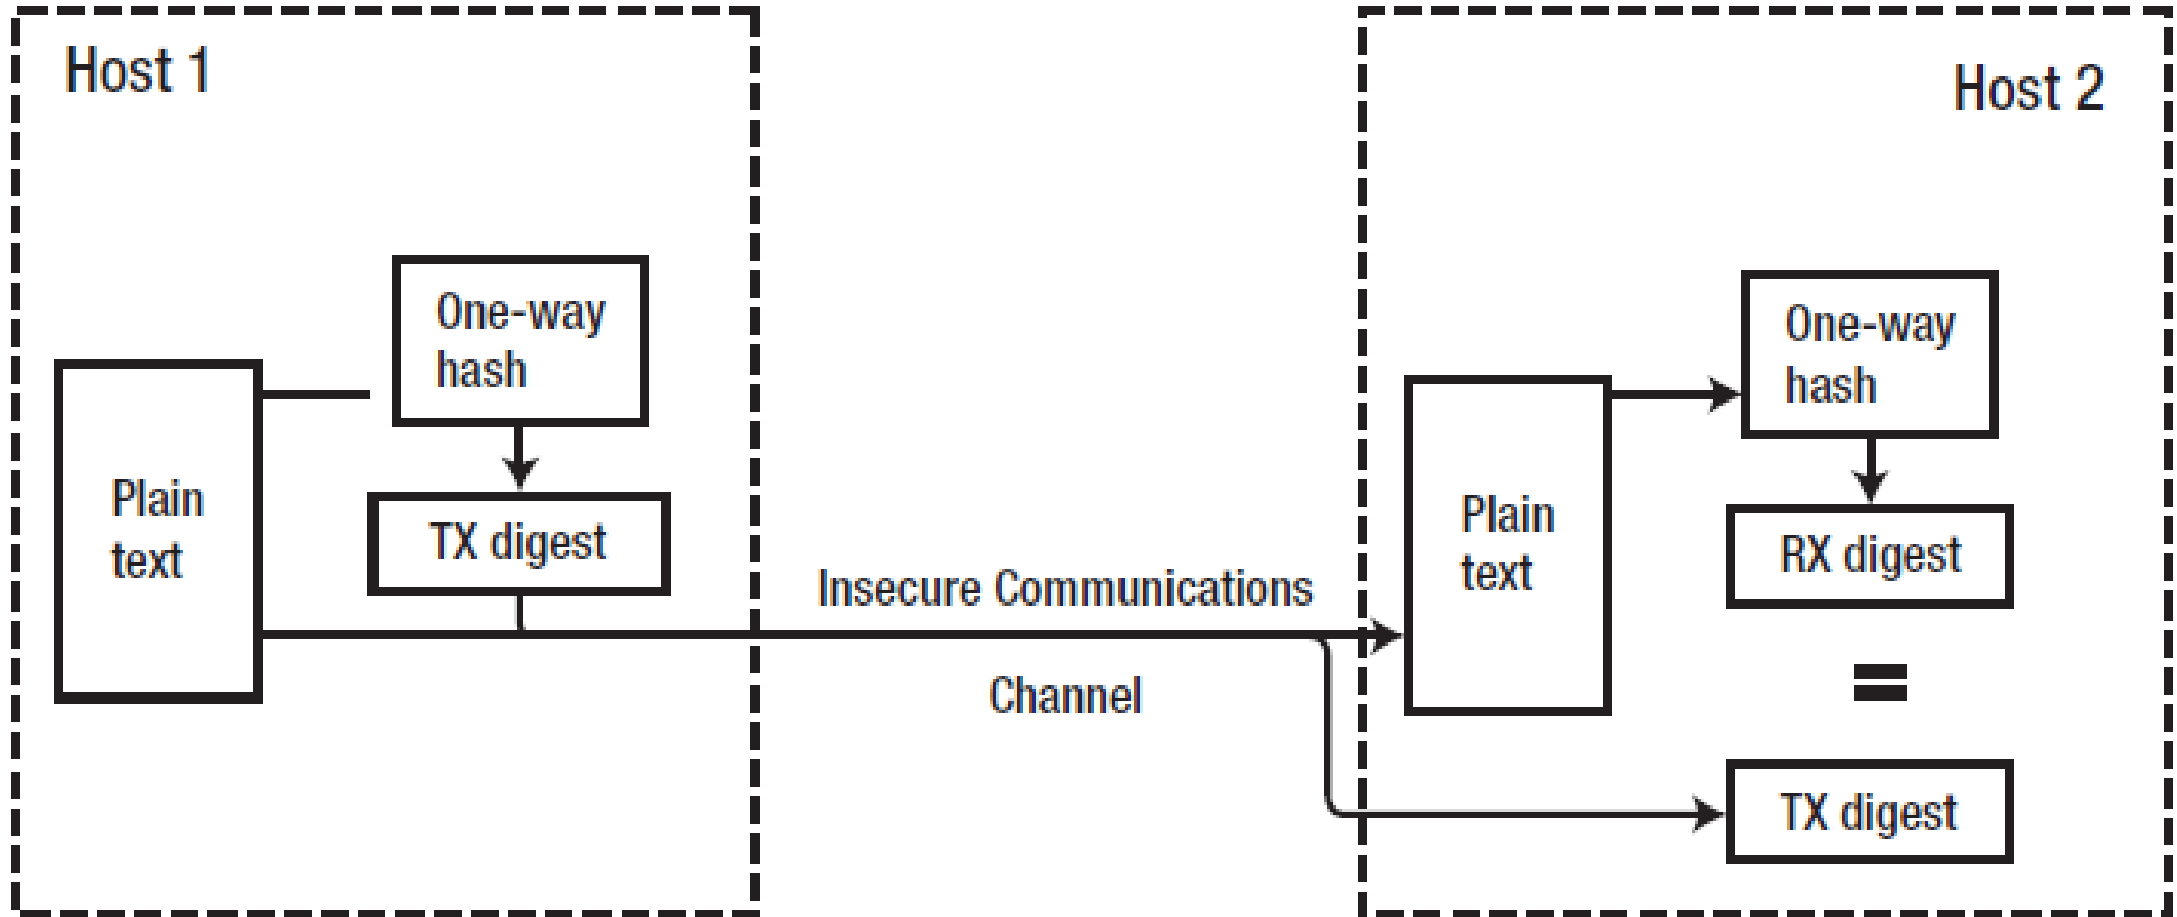 Host 1
One-way
hash
Plain
text
TX digest
Insecure Communications
Channel
Host 2
One-way
hash
Plain
text
RX digest
=
TX digest